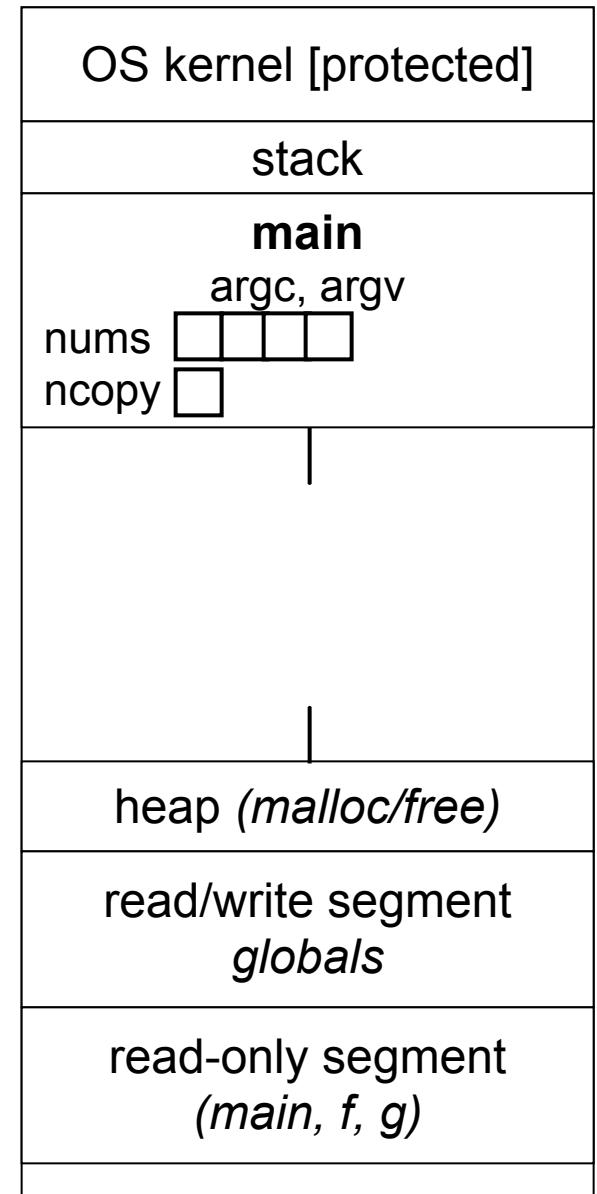 OS kernel [protected]
stack
main
argc, argv
nums
ncopy
heap (malloc/free)
read/write segment
globals
read-only segment
(main, f, g)